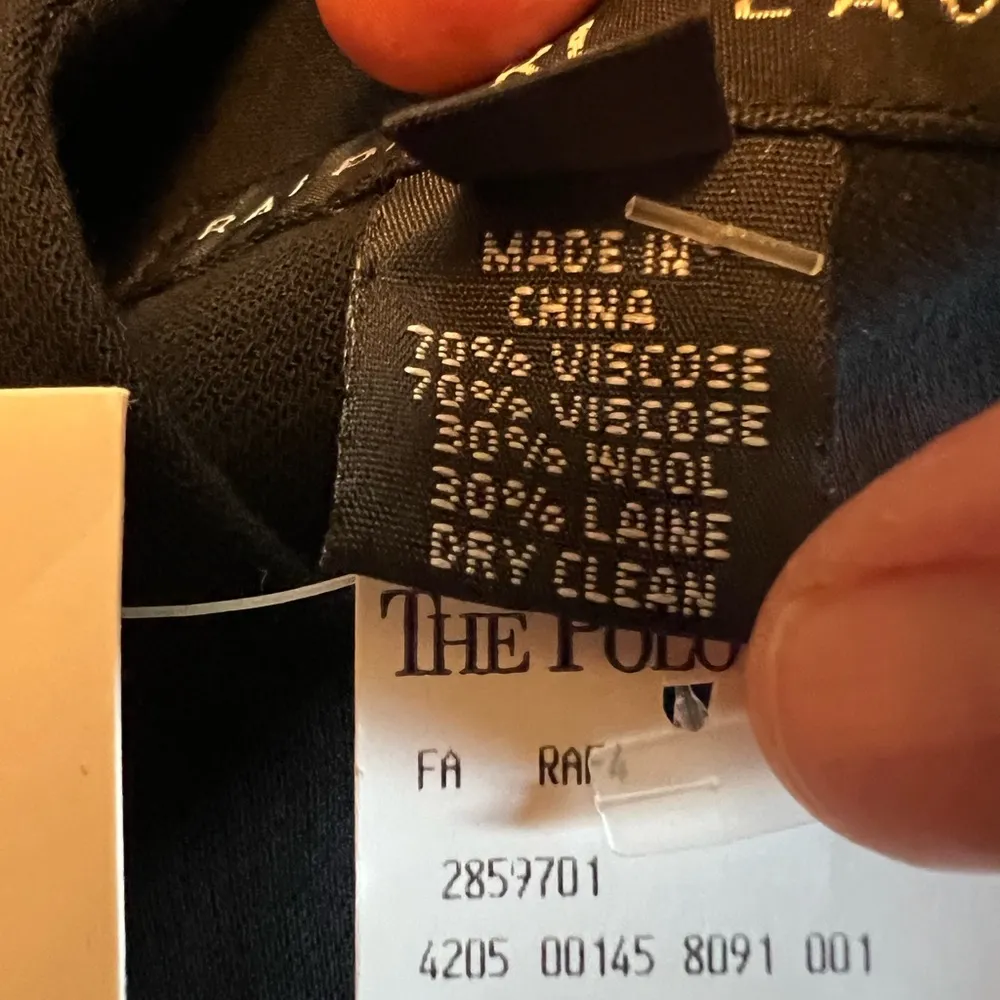 MADE IN
CHINA
70% VISCOSE
70% VISCOSE
30% WOOL
30% LAINE
DRY CLEAN
THE POLO
FA
2859701
4205 00145 8091 001